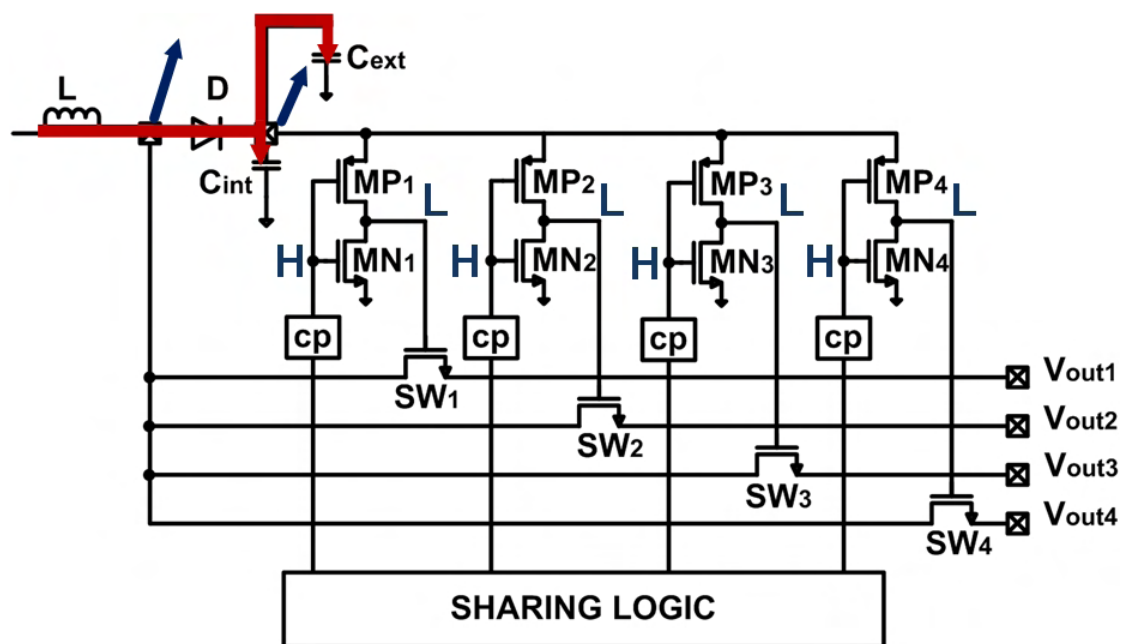 Cext
L
D
Cint
MP1
MP2
MP3
MP4
L
L
L
L
H
MN1
H
MN2
H
MN3
H
MN4
cp
cp
cp
cp
Vout1
SW1
Vout2
SW2
Vout3
SW3
Vout4
SW4
SHARING LOGIC